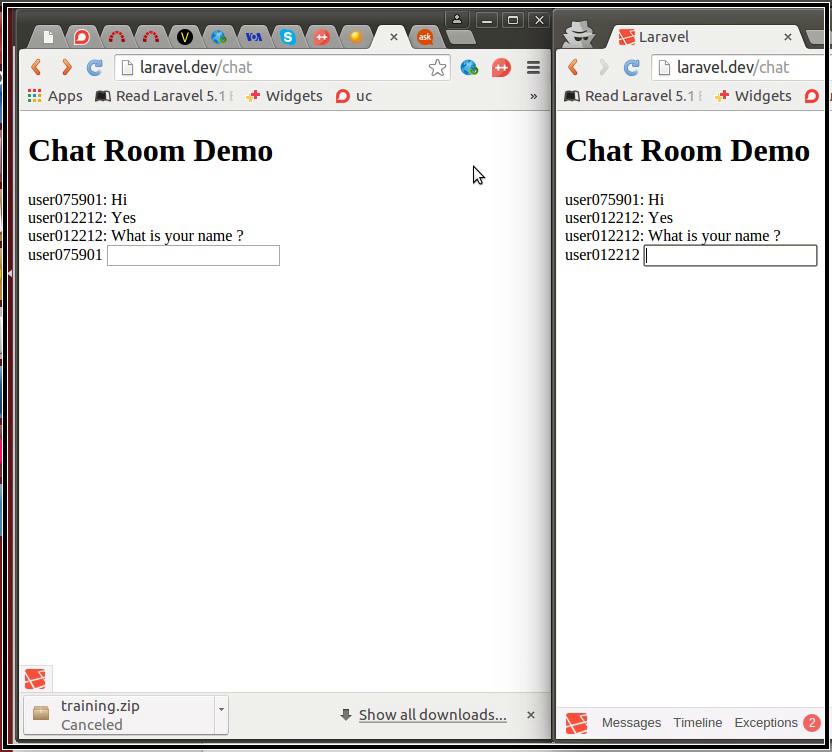 V
VOA
S
++
ask
laravel.dev/chat
++
Apps
Read Laravel 5.1
Widgets
uc
»
Chat Room Demo
user075901: Hi
user012212: Yes
user012212: What is your name ?
user075901
training.zip
Canceled
Show all downloads...
Laravel
laravel.dev/chat
Read Laravel 5.1
Widgets
Chat Room Demo
user075901: Hi
user012212: Yes
user012212: What is your name ?
user012212
Messages Timeline Exceptions 2